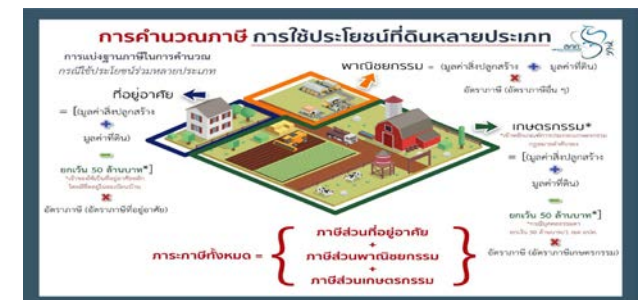 การคำนวณภาษี การใช้ประโยชน์ที่ดินหลายประเภท
การแบ่งฐานภาษีในการคำนวณ
กรณีใช้ประโยชน์ร่วมหลายประเภท
พาณิชยกรรม = (มูลค่าสิ่งปลูกสร้าง + มูลค่าที่ดิน)
×
อัตราภาษี (อัตราภาษีอื่น ๆ)
ที่อยู่อาศัย
= [(มูลค่าสิ่งปลูกสร้าง
+
มูลค่าที่ดิน)
-
ยกเว้น 50 ล้านบาท*]
×
อัตราภาษี (อัตราภาษีที่อยู่อาศัย)
เกษตรกรรม*
= [(มูลค่าสิ่งปลูกสร้าง
+
มูลค่าที่ดิน)
-
ยกเว้น 50 ล้านบาท*]
×
อัตราภาษี (อัตราภาษีเกษตรกรรม)
ภาระภาษีทั้งหมด = { ภาษีส่วนที่อยู่อาศัย
+
ภาษีส่วนพาณิชยกรรม
+
ภาษีส่วนเกษตรกรรม }